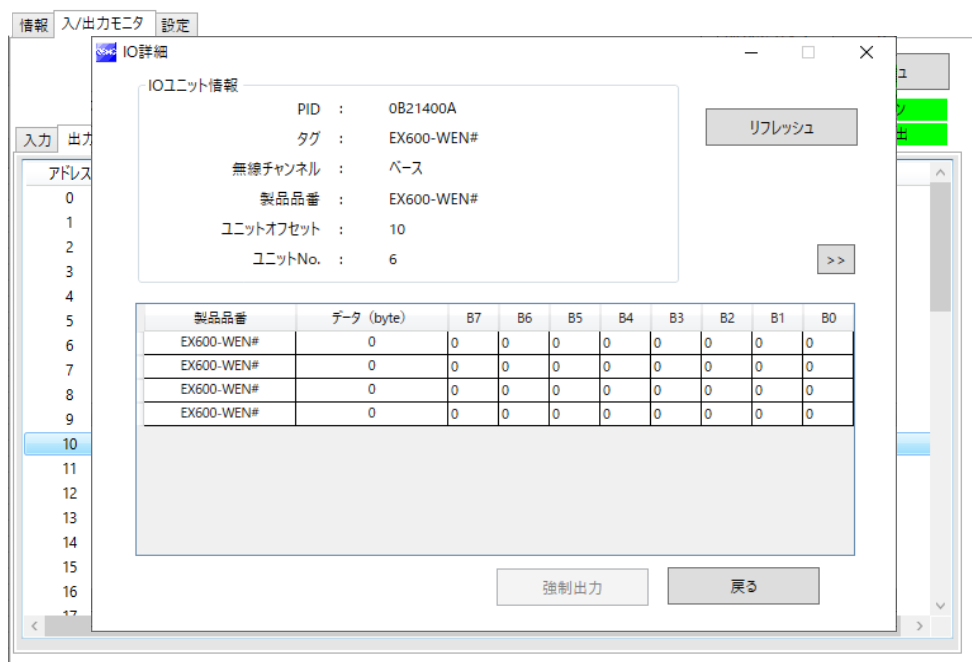 情報 入/出力モニタ 設定
IO詳細
IOユニット情報
PID : 0B21400A
タグ : EX600-WEN#
無線チャンネル : ベース
製品品番 : EX600-WEN#
ユニットオフセット : 10
ユニットNo. : 6
リフレッシュ
>>
入力 出力
アドレス
0
1
2
3
4
5
6
7
8
9
10
11
12
13
14
15
16
17
製品品番 データ (byte) B7 B6 B5 B4 B3 B2 B1 B0
EX600-WEN# 0 0 0 0 0 0 0 0 0
EX600-WEN# 0 0 0 0 0 0 0 0 0
EX600-WEN# 0 0 0 0 0 0 0 0 0
EX600-WEN# 0 0 0 0 0 0 0 0 0
強制出力 戻る